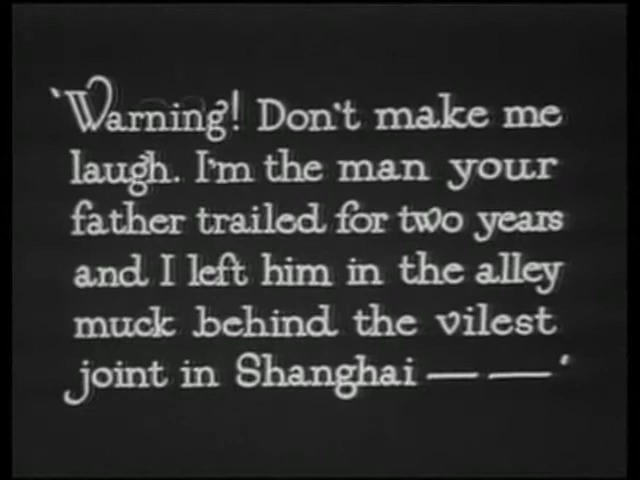 'Warning! Don't make me
laugh. I'm the man your
father trailed for two years
and I left him in the alley
muck behind the vilest
joint in Shanghai — — '